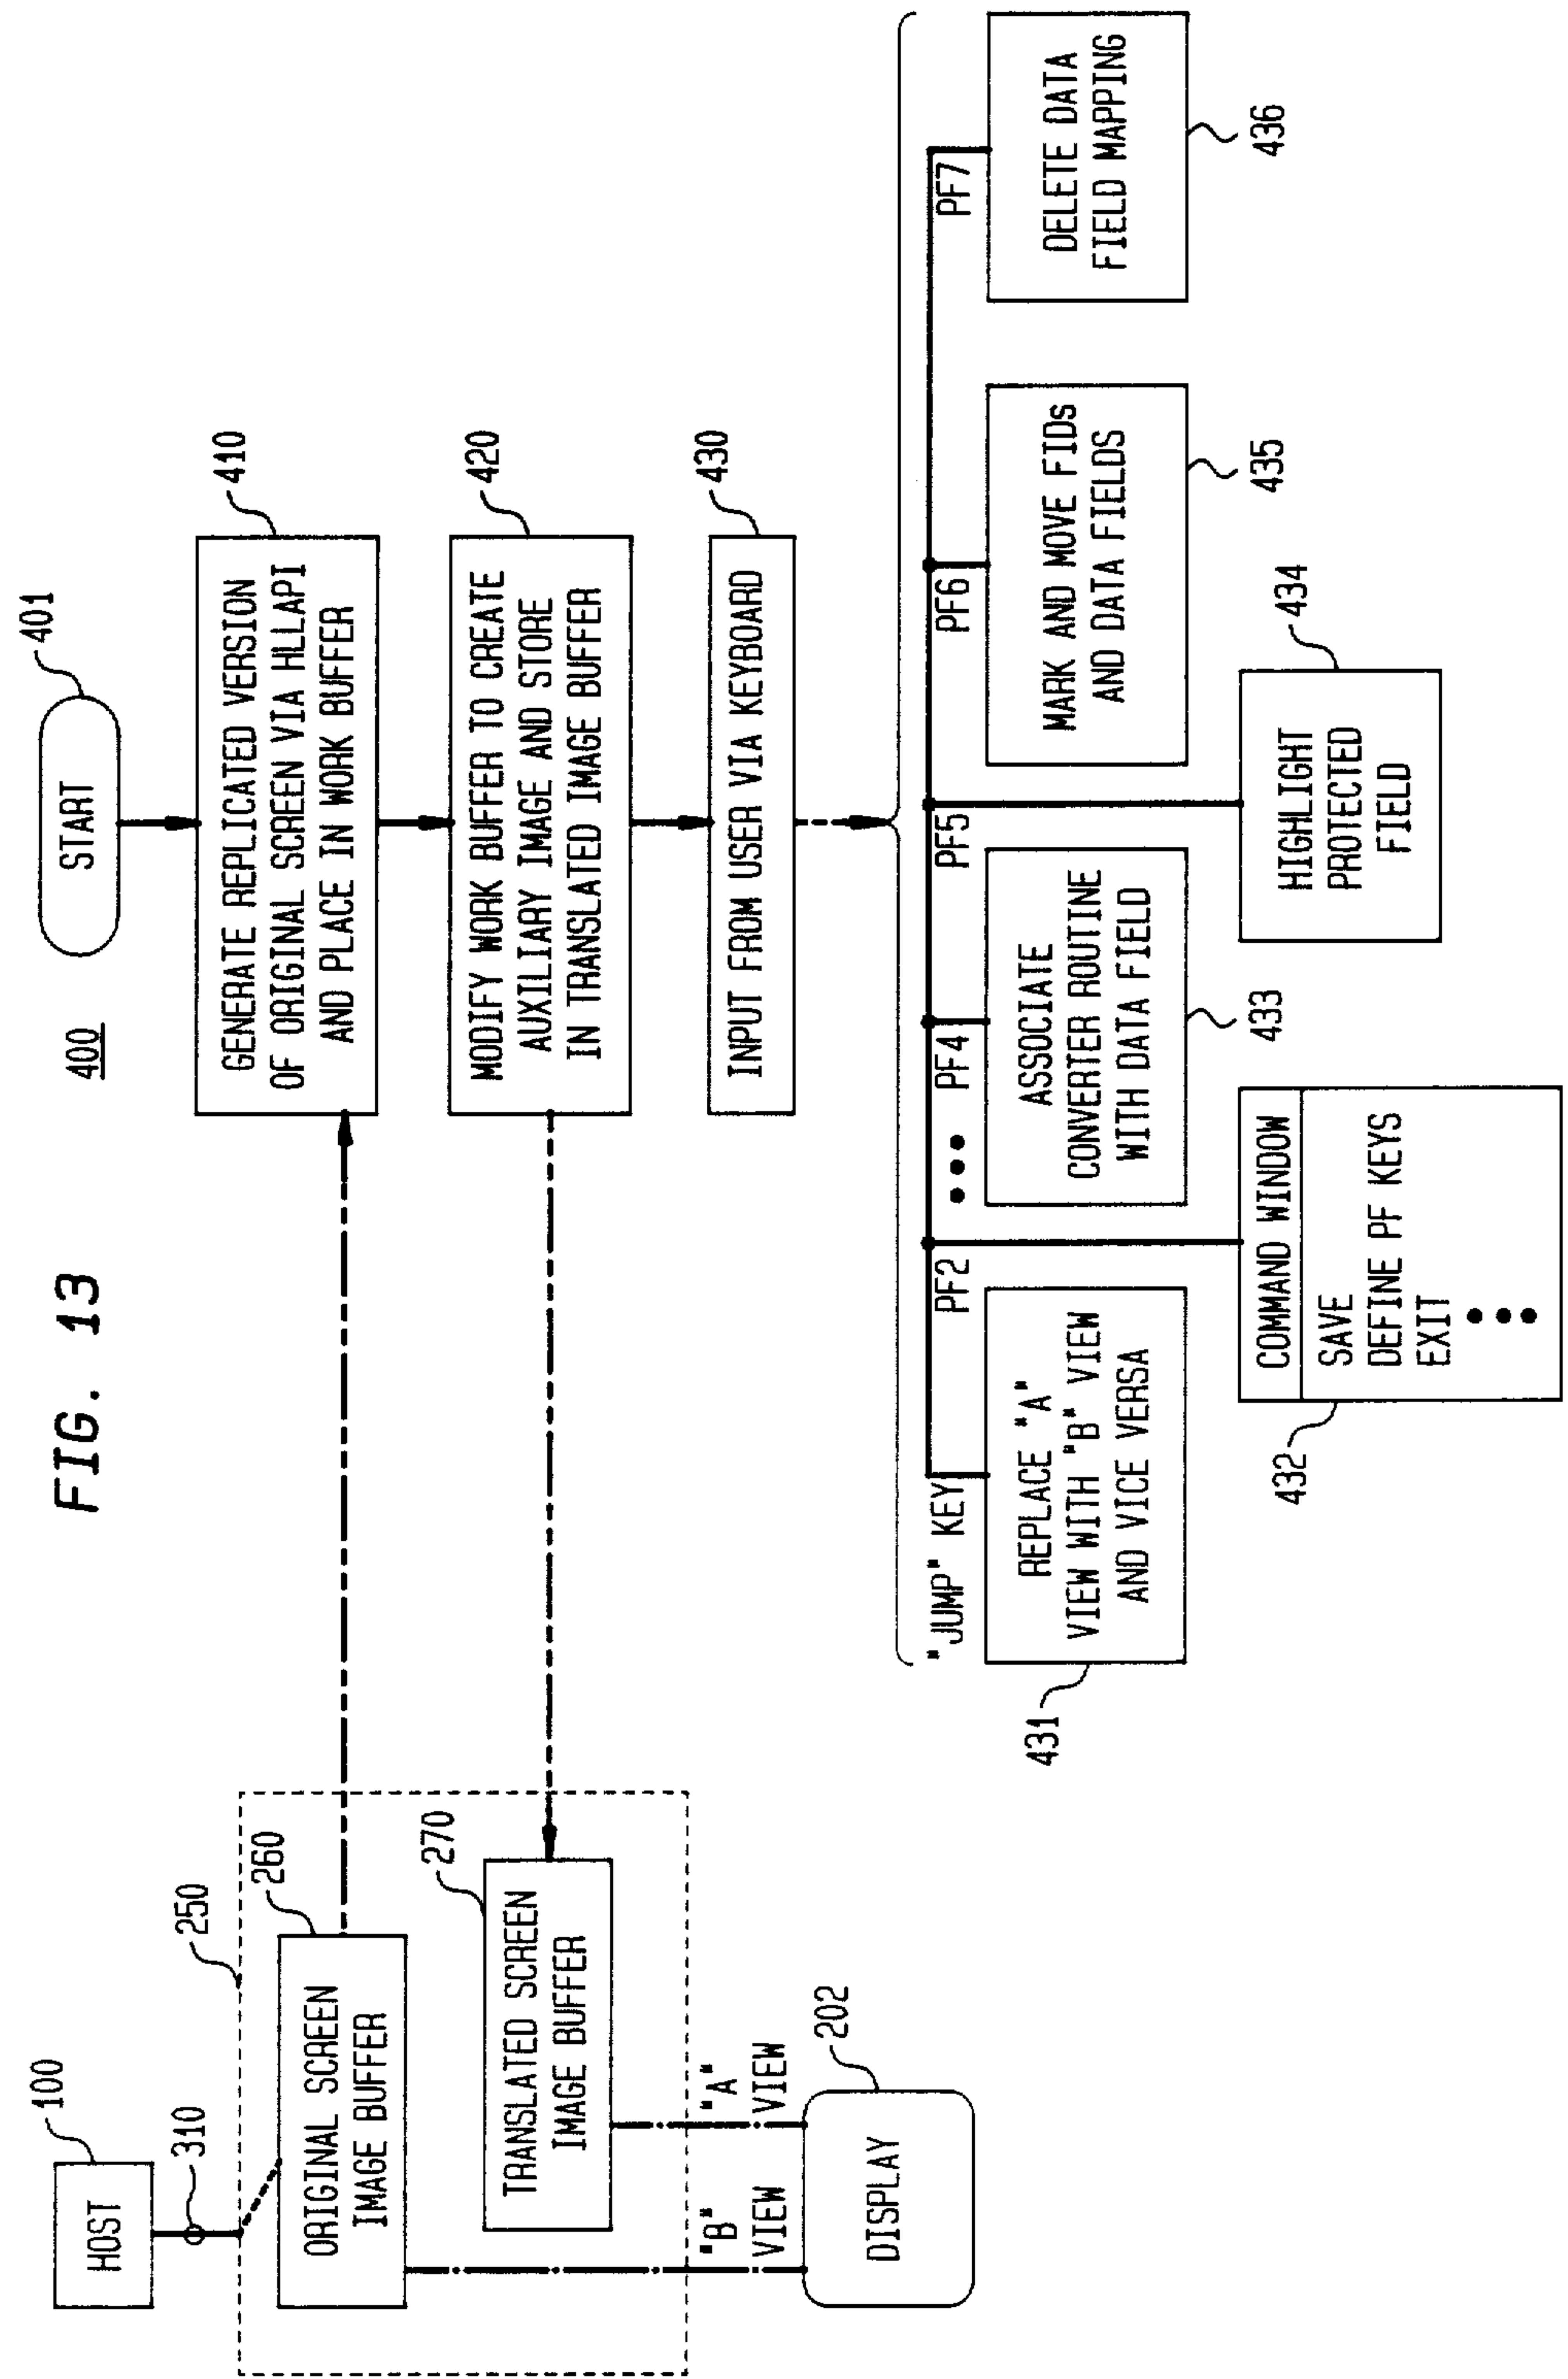 FIG. 13
400
START
401
GENERATE REPLICATED VERSION
OF ORIGINAL SCREEN VIA HLLAPI
AND PLACE IN WORK BUFFER
410
MODIFY WORK BUFFER TO CREATE
AUXILIARY IMAGE AND STORE
IN TRANSLATED IMAGE BUFFER
420
INPUT FROM USER VIA KEYBOARD
430
HOST
100
310
250
ORIGINAL SCREEN
IMAGE BUFFER
260
TRANSLATED SCREEN
IMAGE BUFFER
270
"B"
VIEW
"A"
VIEW
DISPLAY
202
"JUMP" KEY
PF2
PF4
PF5
PF6
PF7
REPLACE "A"
VIEW WITH "B" VIEW
AND VICE VERSA
431
ASSOCIATE
CONVERTER ROUTINE
WITH DATA FIELD
433
MARK AND MOVE FIDs
AND DATA FIELDS
435
DELETE DATA
FIELD MAPPING
436
COMMAND WINDOW
SAVE
DEFINE PF KEYS
EXIT
432
HIGHLIGHT
PROTECTED
FIELD
434